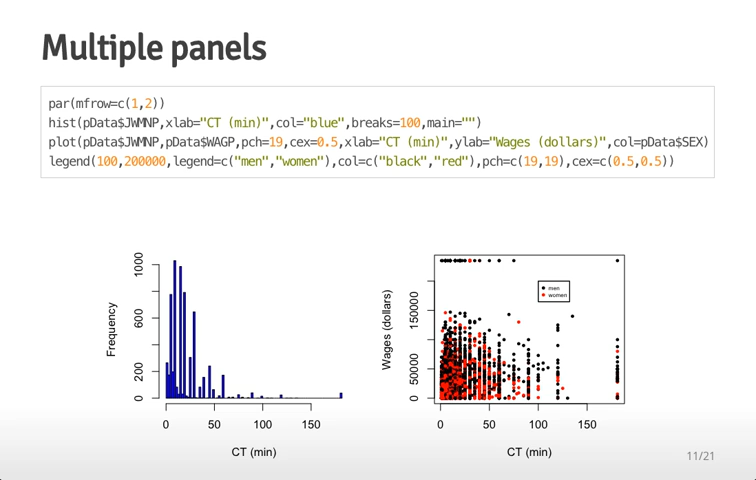 Multiple panels
par(mfrow=c(1,2))
hist(pData$JWMNP,xlab="CT (min)",col="blue",breaks=100,main="")
plot(pData$JWMNP,pData$WAGP,pch=19,cex=0.5,xlab="CT (min)",ylab="Wages (dollars)",col=pData$SEX)
legend(100,200000,legend=c("men","women"),col=c("black","red"),pch=c(19,19),cex=c(0.5,0.5))
Frequency
1000
600
200
0
0 50 100 150
CT (min)
Wages (dollars)
150000
50000
0
men
women
0 50 100 150
CT (min)
11/21